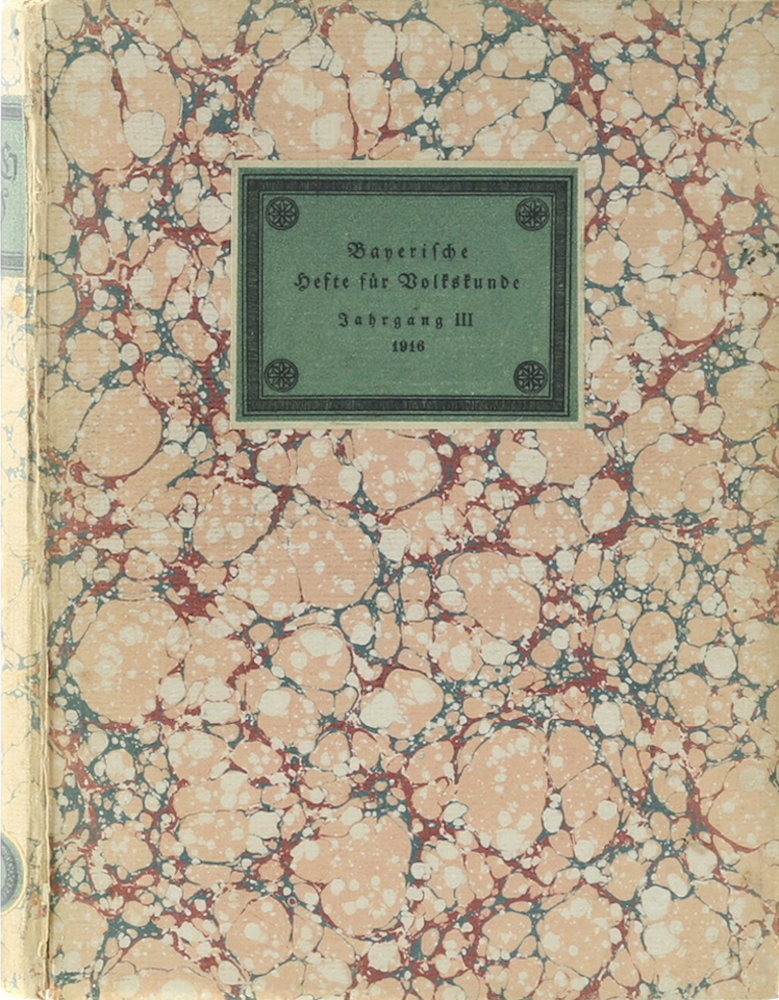 Bayerische
Hefte für Volkskunde
Jahrgang III
1916